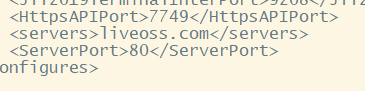 <HttpsAPIPort>7749</HttpsAPIPort>
<servers>liveoss.com</servers>
<ServerPort>80</ServerPort>
onfigures>